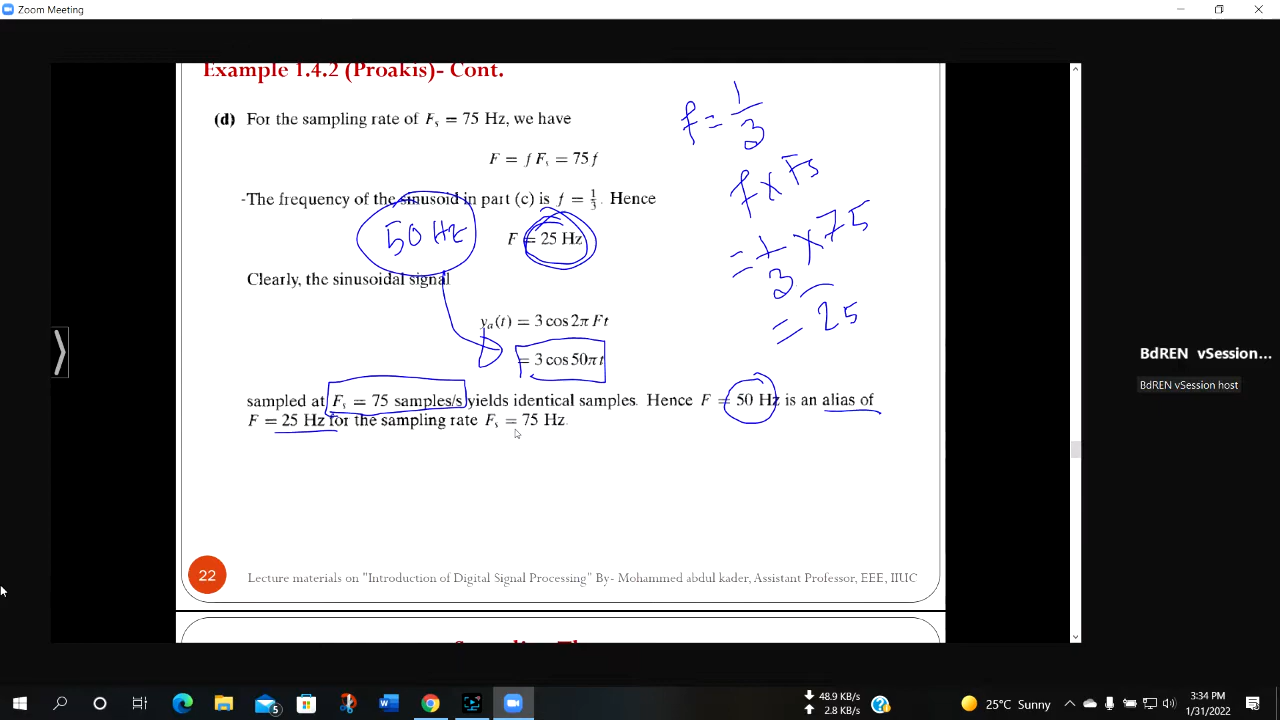 Zoom Meeting
Example 1.4.2 (Proakis)- Cont.
(d) For the sampling rate of Fs = 75 Hz, we have
F = f Fs = 75f
-The frequency of the sinusoid in part (c) is f = 1/3. Hence
F = 25 Hz
50 Hz
Clearly, the sinusoidal signal
ya(t) = 3 cos 2π Ft
= 3 cos 50πt
sampled at Fs = 75 samples/s yields identical samples. Hence F = 50 Hz is an alias of
F = 25 Hz for the sampling rate Fs = 75 Hz.
f = 1/3
f x Fs
= 1/3 x 75
= 25
22
Lecture materials on "Introduction of Digital Signal Processing" By- Mohammed abdul kader, Assistant Professor, EEE, IIUC
BdREN vSession...
BdREN vSession host
5
48.9 KB/s
2.8 KB/s
25°C Sunny
3:34 PM
1/31/2022